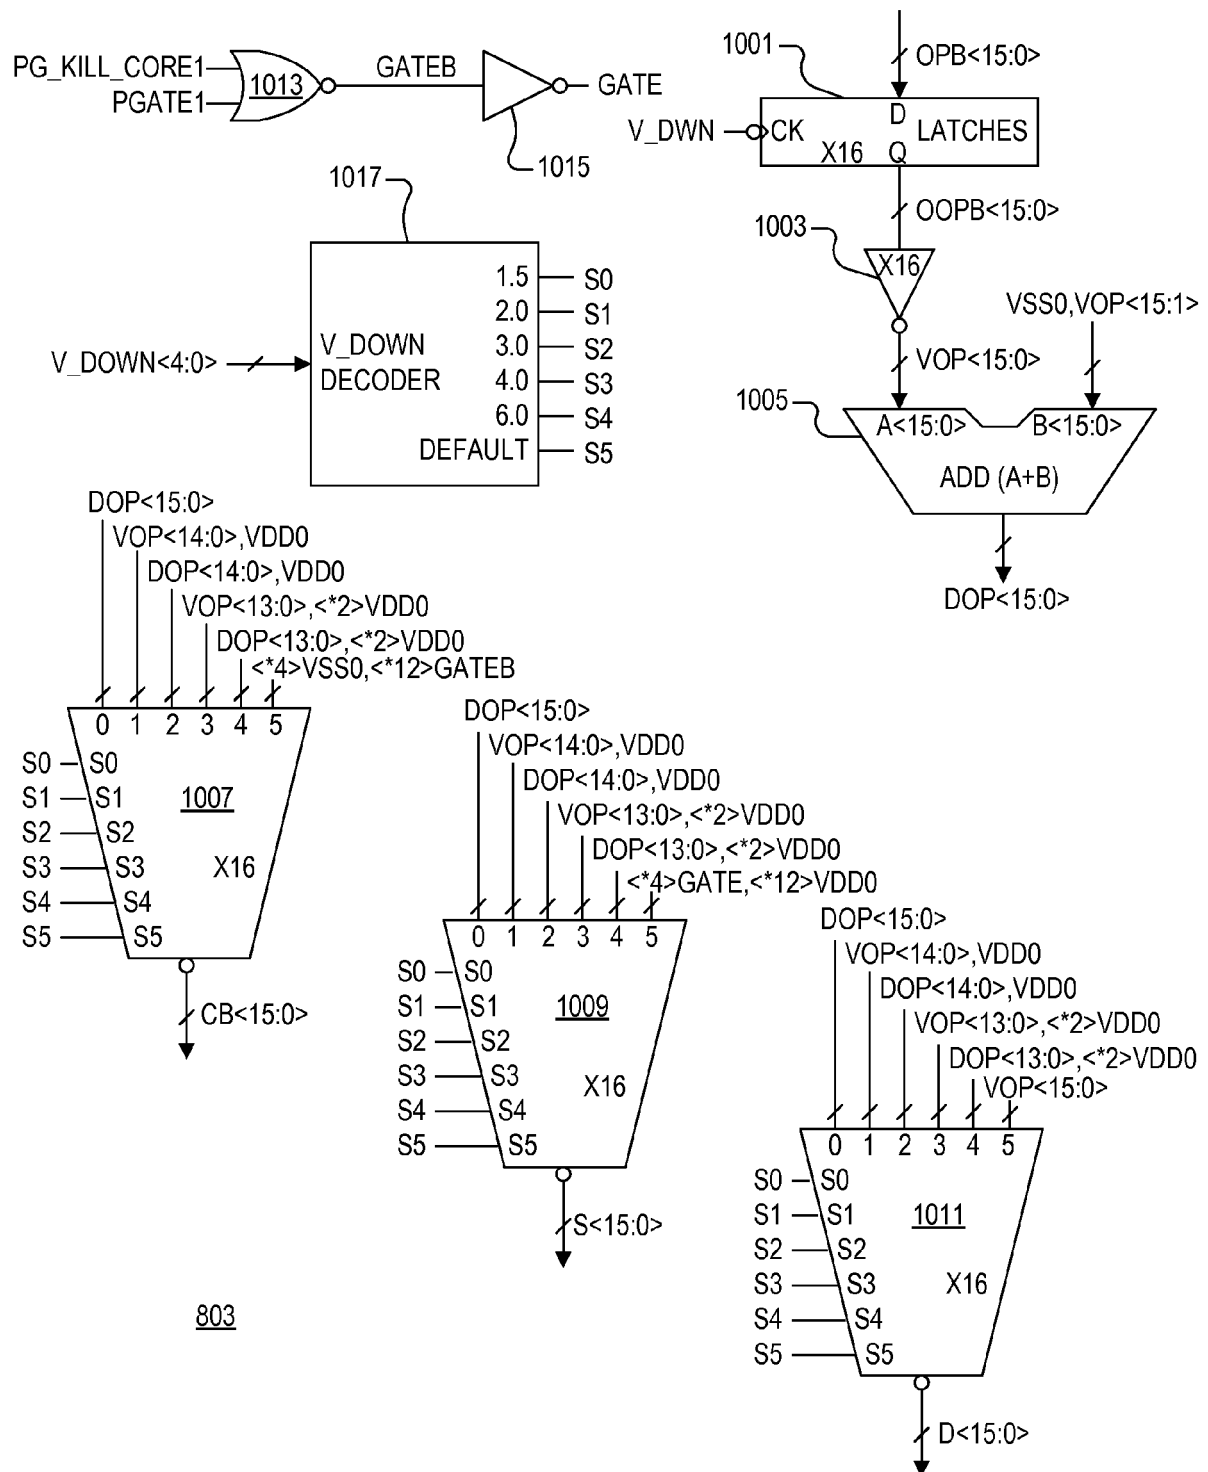 PG_KILL_CORE1
PGATE1
1013
GATEB
GATE
1015
1001
OPB<15:0>
V_DWN
CK
D
LATCHES
X16
Q
OOPB<15:0>
1003
X16
VSS0,VOP<15:1>
VOP<15:0>
1005
A<15:0>
B<15:0>
ADD (A+B)
DOP<15:0>
1017
V_DOWN<4:0>
V_DOWN
DECODER
1.5 S0
2.0 S1
3.0 S2
4.0 S3
6.0 S4
DEFAULT S5
DOP<15:0>
VOP<14:0>,VDD0
DOP<14:0>,VDD0
VOP<13:0>,<*2>VDD0
DOP<13:0>,<*2>VDD0
<*4>VSS0,<*12>GATEB
0 1 2 3 4 5
S0 S0
S1 S1
S2 S2
S3 S3
S4 S4
S5 S5
1007
X16
CB<15:0>
DOP<15:0>
VOP<14:0>,VDD0
DOP<14:0>,VDD0
VOP<13:0>,<*2>VDD0
DOP<13:0>,<*2>VDD0
<*4>GATE,<*12>VDD0
0 1 2 3 4 5
S0 S0
S1 S1
S2 S2
S3 S3
S4 S4
S5 S5
1009
X16
S<15:0>
DOP<15:0>
VOP<14:0>,VDD0
DOP<14:0>,VDD0
VOP<13:0>,<*2>VDD0
DOP<13:0>,<*2>VDD0
VOP<15:0>
0 1 2 3 4 5
S0 S0
S1 S1
S2 S2
S3 S3
S4 S4
S5 S5
1011
X16
D<15:0>
803